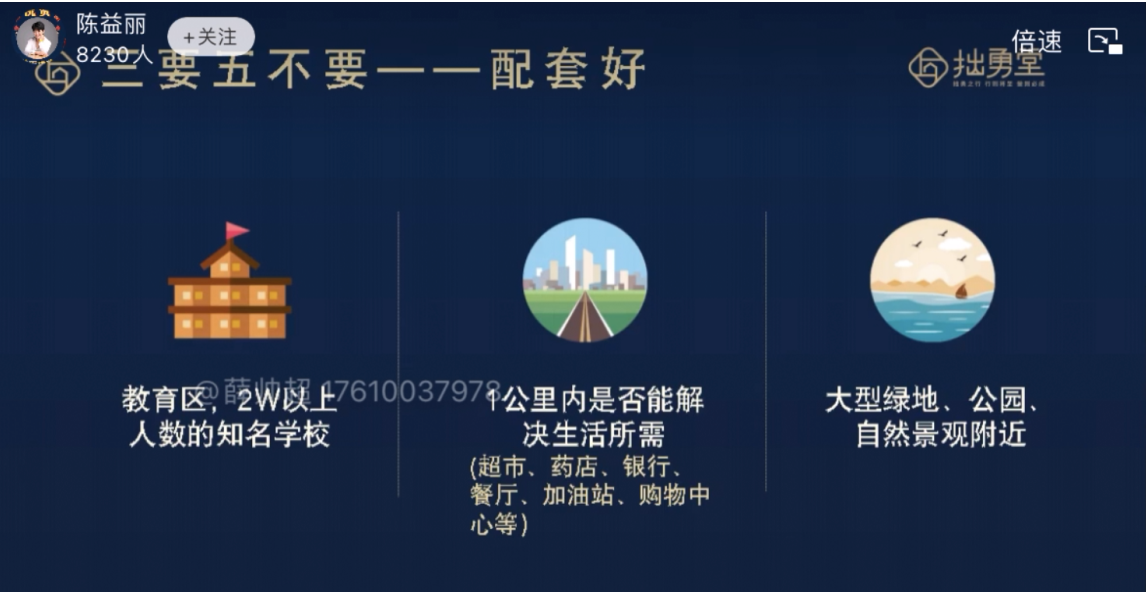 陈益丽
8230人
+关注
倍速
三要五不要——配套好
拙勇堂
@薛帅超 17610037978
教育区，2W以上
人数的知名学校
1公里内是否能解
决生活所需
(超市、药店、银行、
餐厅、加油站、购物中
心等)
大型绿地、公园、
自然景观附近